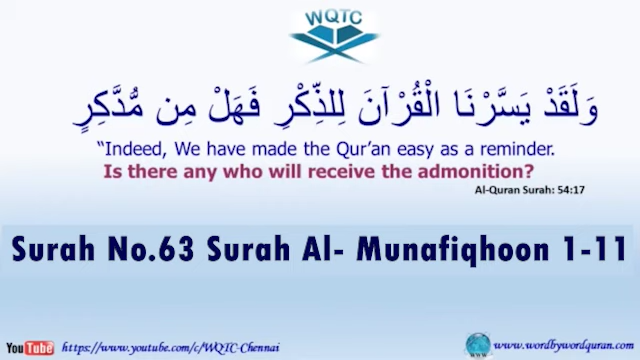 WQTC
وَلَقَدْ يَسَّرْنَا الْقُرْآنَ لِلذِّكْرِ فَهَلْ مِن مُّدَّكِرٍ
“Indeed, We have made the Qur’an easy as a reminder.
Is there any who will receive the admonition?
Al-Quran Surah: 54:17
Surah No.63 Surah Al- Munafiqhoon 1-11
YouTube https://www.youtube.com/c/WQTC-Chennai
www.wordbywordquran.com